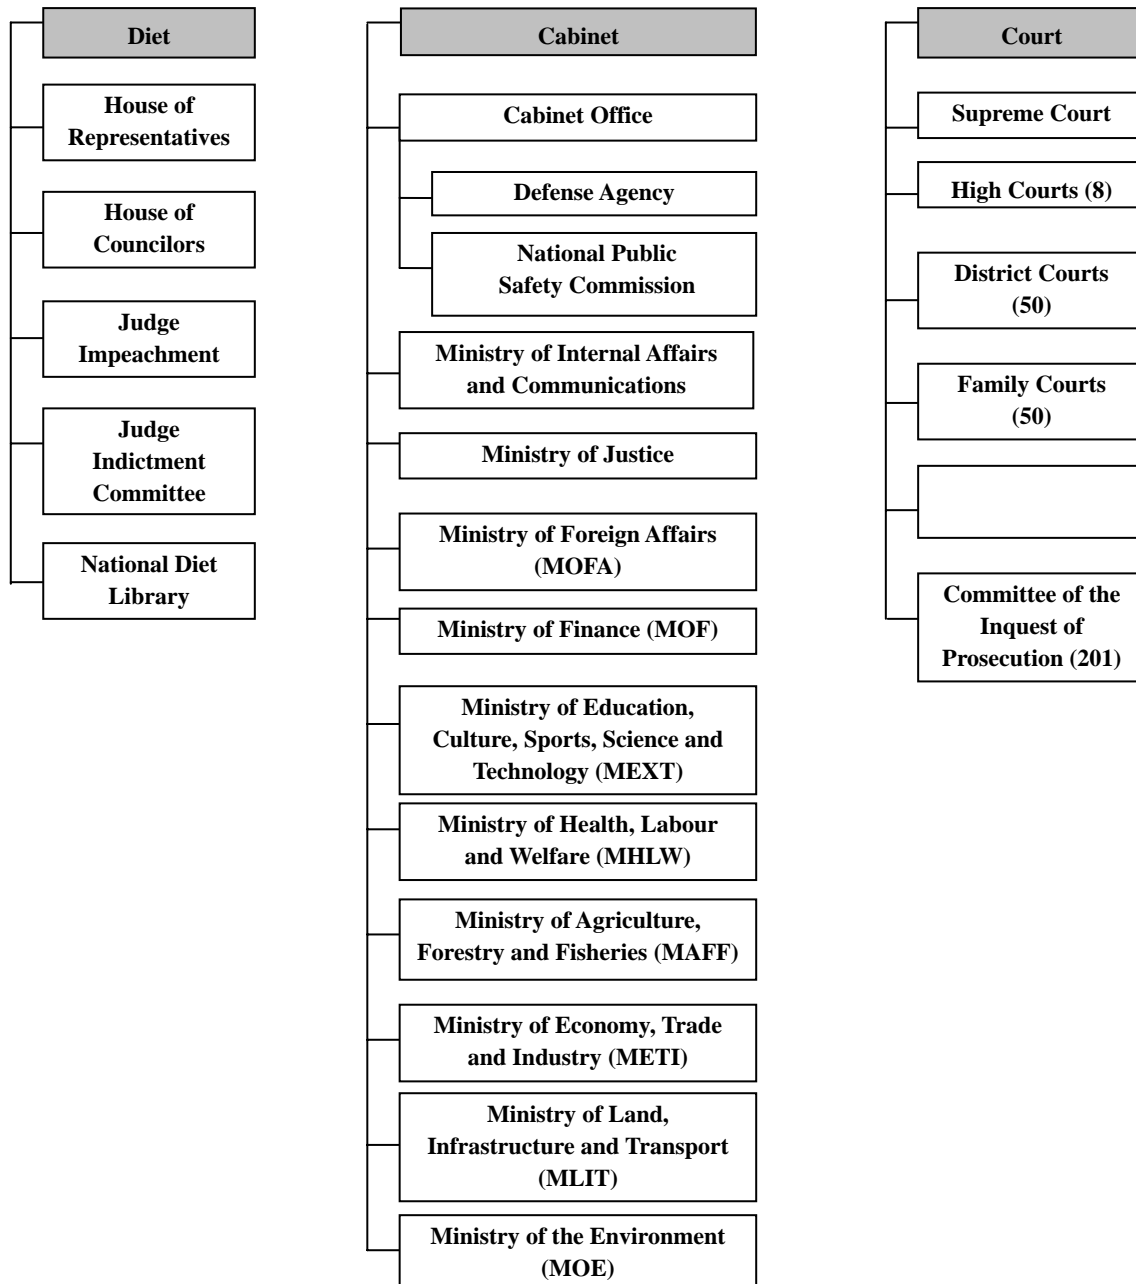 Diet
House of
Representatives
House of
Councilors
Judge
Impeachment
Judge
Indictment
Committee
National Diet
Library
Cabinet
Cabinet Office
Defense Agency
National Public
Safety Commission
Ministry of Internal Affairs
and Communications
Ministry of Justice
Ministry of Foreign Affairs
(MOFA)
Ministry of Finance (MOF)
Ministry of Education,
Culture, Sports, Science and
Technology (MEXT)
Ministry of Health, Labour
and Welfare (MHLW)
Ministry of Agriculture,
Forestry and Fisheries (MAFF)
Ministry of Economy, Trade
and Industry (METI)
Ministry of Land,
Infrastructure and Transport
(MLIT)
Ministry of the Environment
(MOE)
Court
Supreme Court
High Courts (8)
District Courts
(50)
Family Courts
(50)
Committee of the
Inquest of
Prosecution (201)